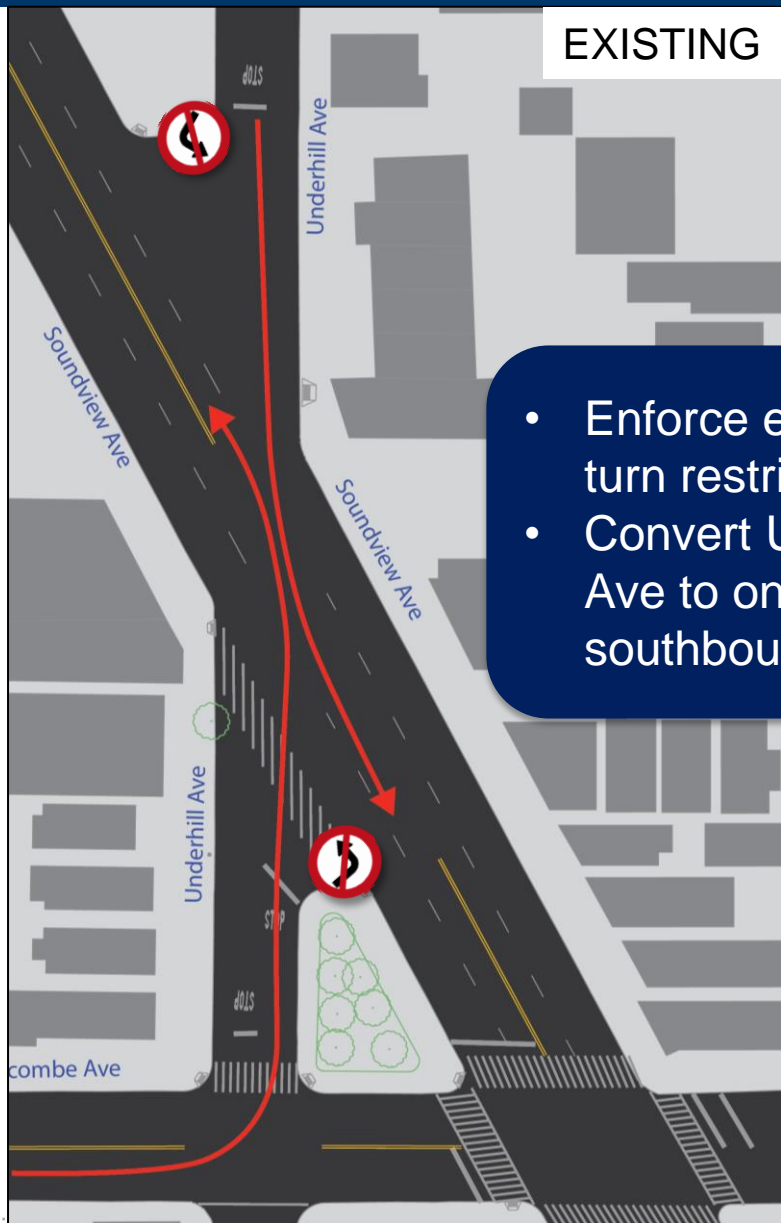 EXISTING
STOP
Underhill Ave
Soundview Ave
Soundview Ave
• Enforce e
turn restri
• Convert U
Ave to on
southbou
Underhill Ave
STOP
STOP
combe Ave